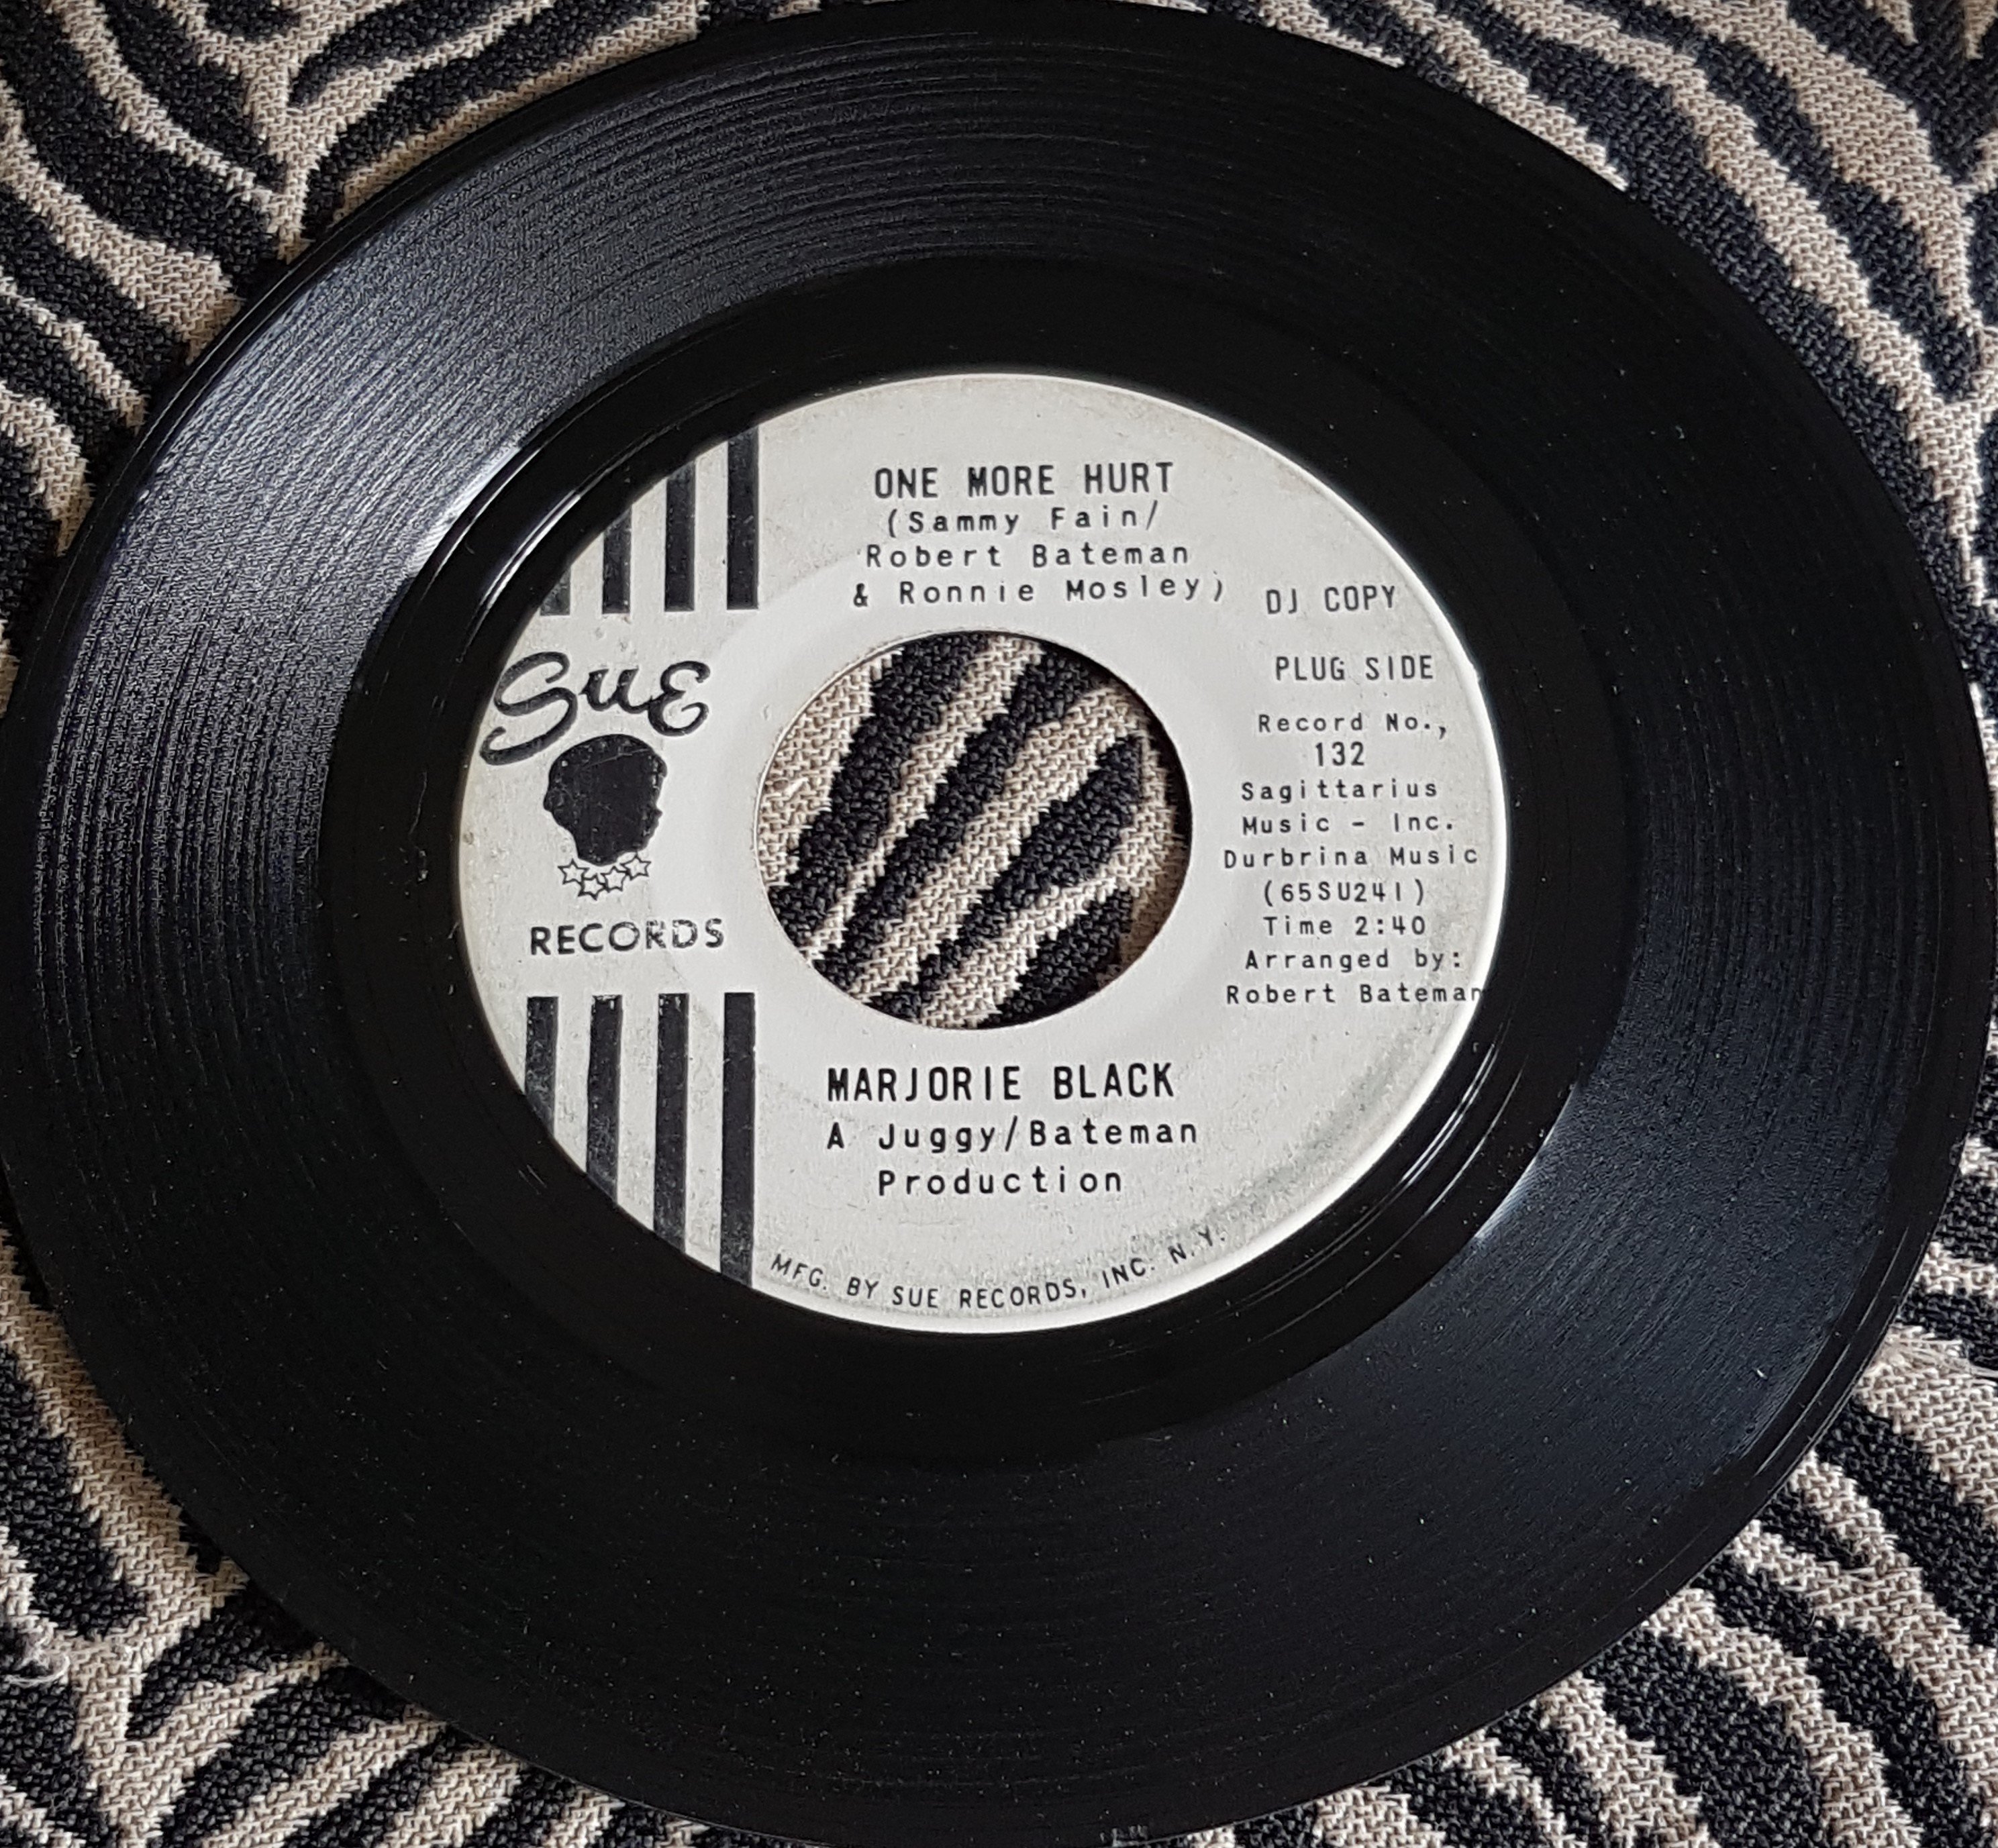 ONE MORE HURT
(Sammy Fain/
Robert Bateman
& Ronnie Mosley)
DJ COPY
PLUG SIDE
Record No.,
132
Sagittarius
Music - Inc.
Durbrina Music
(65SU241)
Time 2:40
Arranged by:
Robert Bateman
Sue
RECORDS
MARJORIE BLACK
A Juggy/Bateman
Production
MFG. BY SUE RECORDS, INC. N.Y.